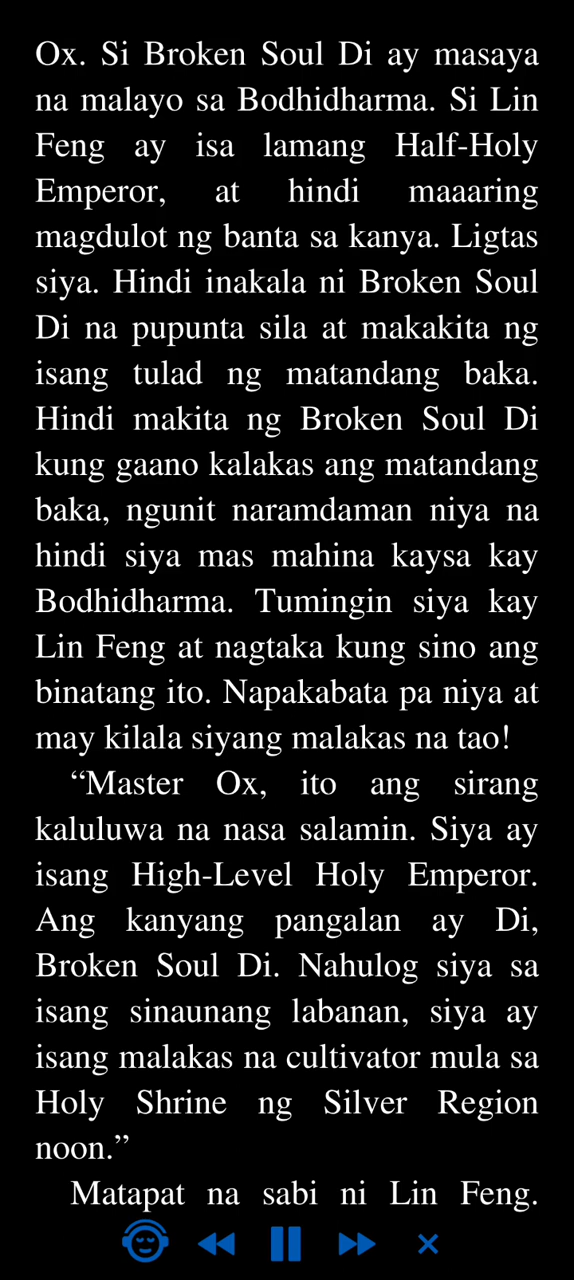 Ox. Si Broken Soul Di ay masaya
na malayo sa Bodhidharma. Si Lin
Feng ay isa lamang Half-Holy
Emperor, at hindi maaaring
magdulot ng banta sa kanya. Ligtas
siya. Hindi inakala ni Broken Soul
Di na pupunta sila at makakita ng
isang tulad ng matandang baka.
Hindi makita ng Broken Soul Di
kung gaano kalakas ang matandang
baka, ngunit naramdaman niya na
hindi siya mas mahina kaysa kay
Bodhidharma. Tumingin siya kay
Lin Feng at nagtaka kung sino ang
binatang ito. Napakabata pa niya at
may kilala siyang malakas na tao!
“Master Ox, ito ang sirang
kaluluwa na nasa salamin. Siya ay
isang High-Level Holy Emperor.
Ang kanyang pangalan ay Di,
Broken Soul Di. Nahulog siya sa
isang sinaunang labanan, siya ay
isang malakas na cultivator mula sa
Holy Shrine ng Silver Region
noon.”
Matapat na sabi ni Lin Feng.